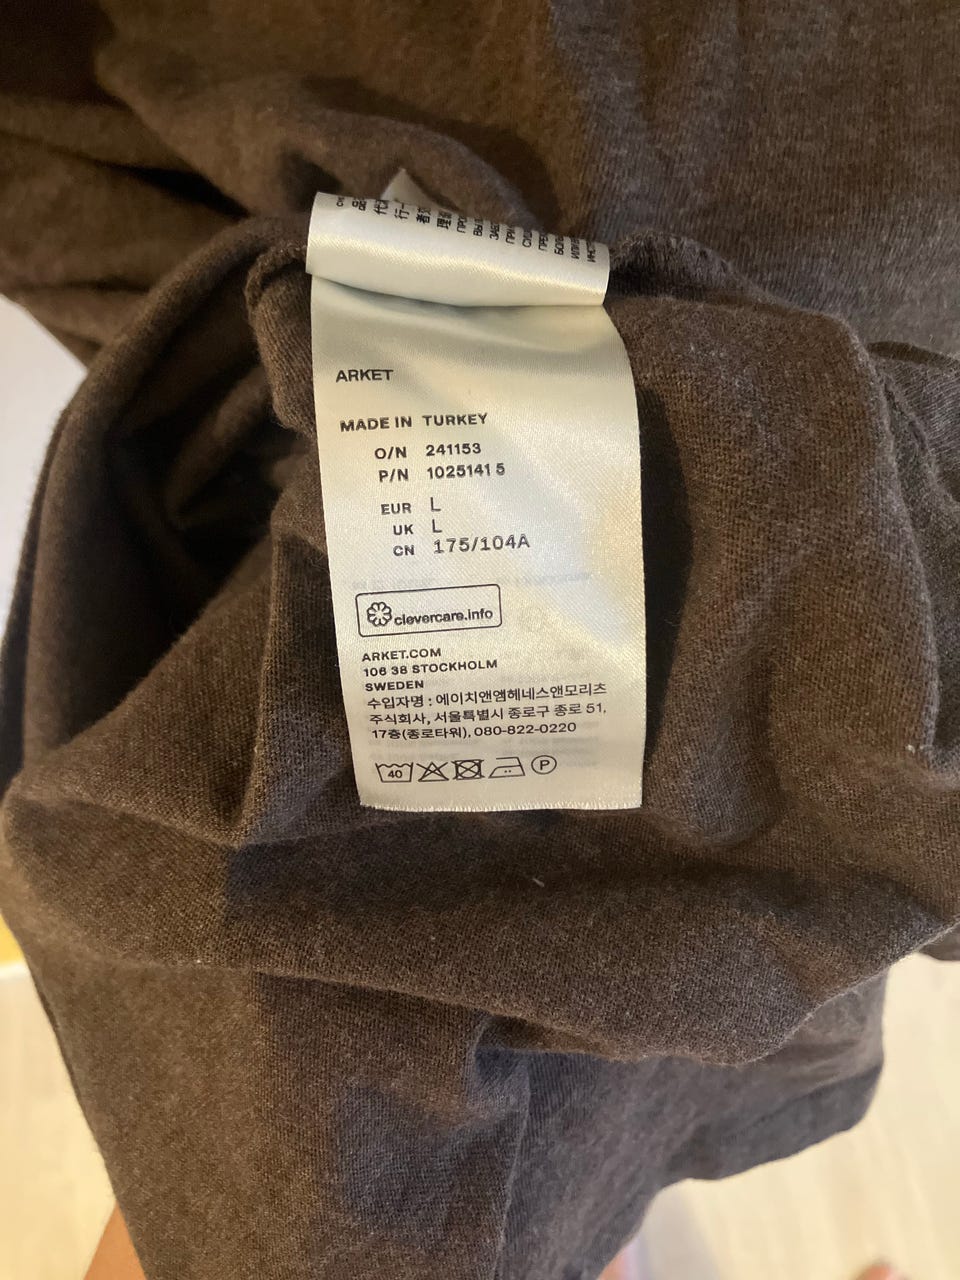 ARKET
MADE IN TURKEY
O/N 241153
P/N 10251415
EUR L
UK L
CN 175/104A
clevercare.info
ARKET.COM
106 38 STOCKHOLM
SWEDEN
수입자명 : 에이치앤엠헤네스앤모리츠
주식회사, 서울특별시 종로구 종로 51,
17층(종로타워), 080-822-0220
40
P